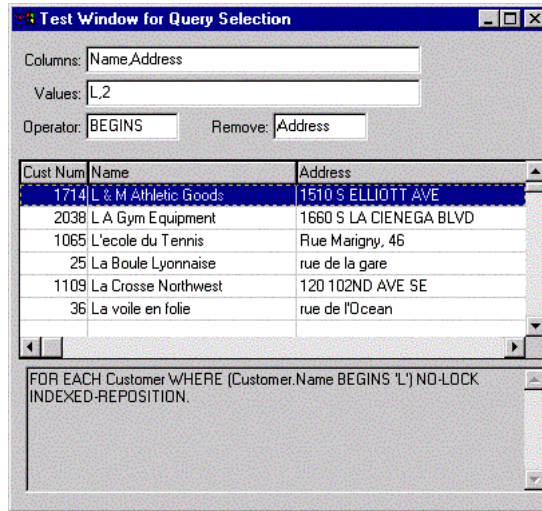 Test Window for Query Selection
Columns: Name,Address
Values: L,2
Operator: BEGINS Remove: Address
Cust Num Name Address
1714 L & M Athletic Goods 1510 S ELLIOTT AVE
2038 L A Gym Equipment 1660 S LA CIENEGA BLVD
1065 L'ecole du Tennis Rue Marigny, 46
25 La Boule Lyonnaise rue de la gare
1109 La Crosse Northwest 120 102ND AVE SE
36 La voile en folie rue de l'Ocean
FOR EACH Customer WHERE (Customer.Name BEGINS 'L') NO-LOCK
INDEXED-REPOSITION.